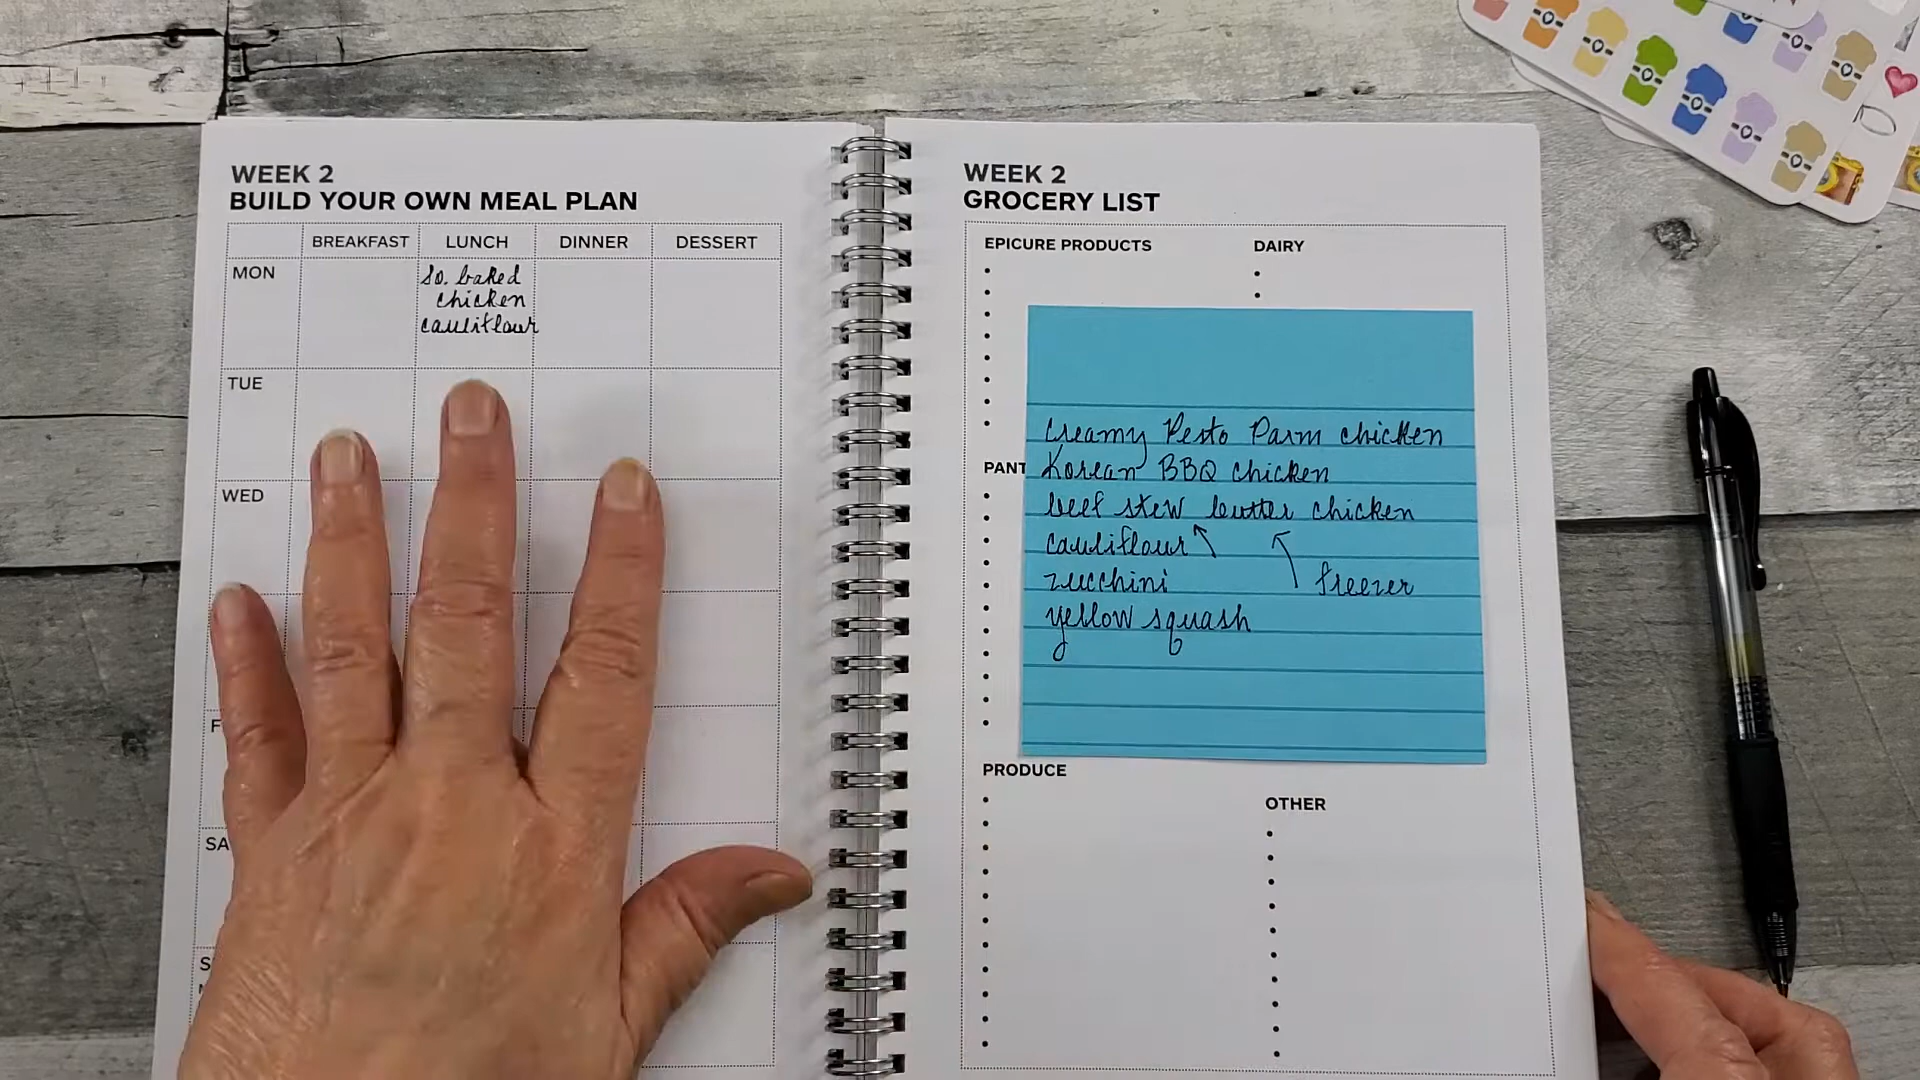 WEEK 2
BUILD YOUR OWN MEAL PLAN
BREAKFAST LUNCH DINNER DESSERT
MON
So. baked
chicken
cauliflour
TUE
WED
F
SA
S
WEEK 2
GROCERY LIST
EPICURE PRODUCTS
DAIRY
PANT
Creamy Pesto Parm chicken
Korean BBQ chicken
beef stew butter chicken
cauliflour
freezer
zucchini
yellow squash
PRODUCE
OTHER